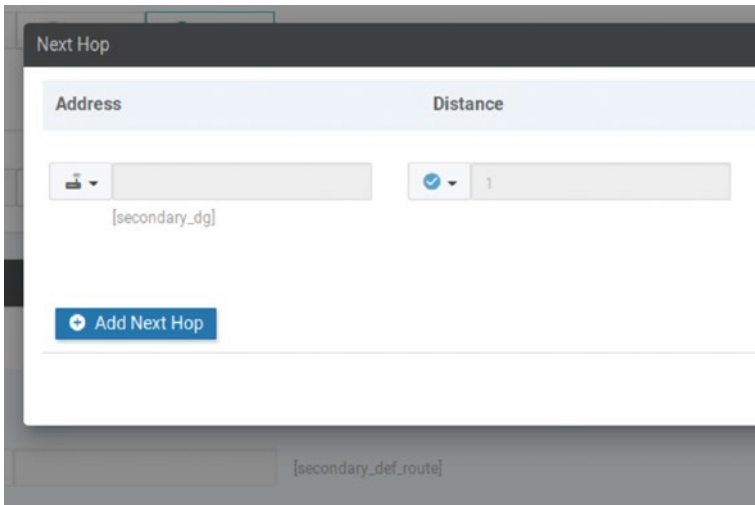 Next Hop
Address Distance
1
[secondary_dg]
Add Next Hop
[secondary_def_route]